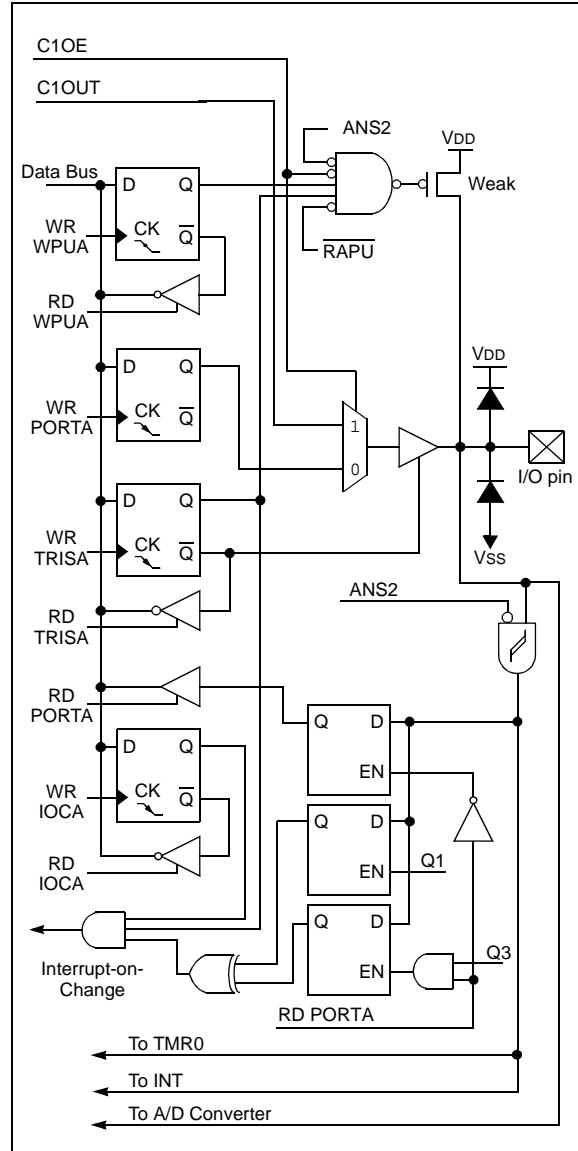 C1OE
C1OUT
ANS2
VDD
Data Bus
D Q
Weak
WR
WPUA
CK Q
RAPU
RD
WPUA
VDD
D Q
WR
PORTA
CK Q
1
0
I/O pin
D Q
WR
TRISA
CK Q
VSS
ANS2
RD
TRISA
RD
PORTA
Q D
EN
D Q
WR
IOCA
CK Q
Q D
EN
Q1
RD
IOCA
Q D
EN
Q3
Interrupt-on-
Change
RD PORTA
To TMR0
To INT
To A/D Converter